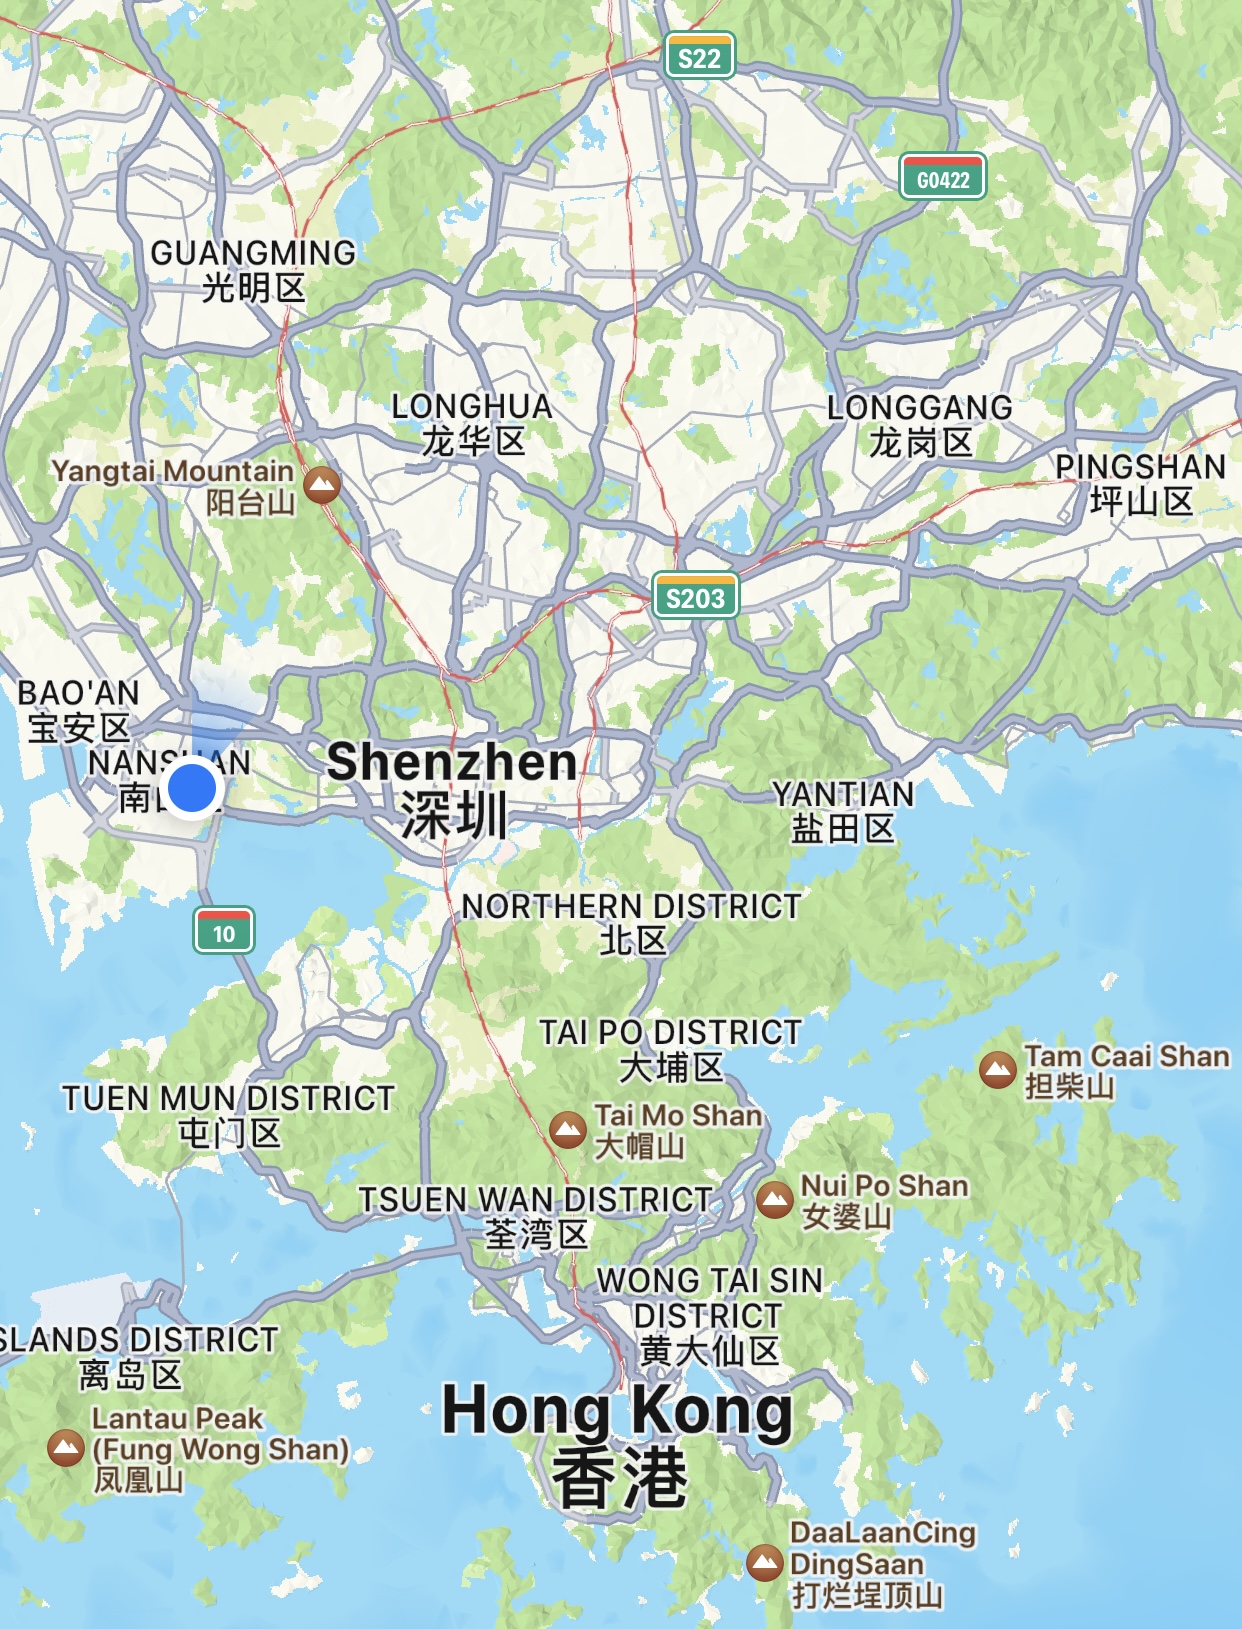 S22
G0422
GUANGMING
光明区
LONGHUA
龙华区
LONGGANG
龙岗区
Yangtai Mountain
阳台山
PINGSHAN
坪山区
S203
BAO'AN
宝安区
NANSHAN
南
区
Shenzhen
深圳
YANTIAN
盐田区
NORTHERN DISTRICT
北区
10
TAI PO DISTRICT
大埔区
Tam Caai Shan
担柴山
TUEN MUN DISTRICT
屯门区
Tai Mo Shan
大帽山
TSUEN WAN DISTRICT
荃湾区
Nui Po Shan
女婆山
WONG TAI SIN
DISTRICT
黄大仙区
SLANDS DISTRICT
离岛区
Hong Kong
香港
Lantau Peak
(Fung Wong Shan)
凤凰山
DaaLaanCing
DingSaan
打烂埕顶山